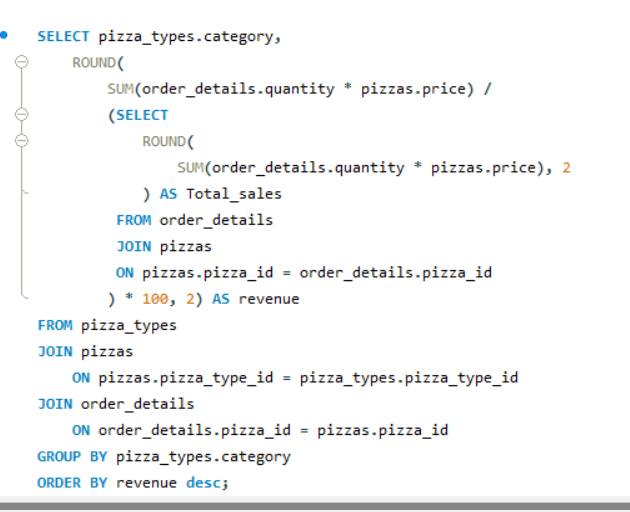 SELECT pizza_types.category,
ROUND(
SUM(order_details.quantity * pizzas.price) /
(SELECT
ROUND(
SUM(order_details.quantity * pizzas.price), 2
) AS Total_sales
FROM order_details
JOIN pizzas
ON pizzas.pizza_id = order_details.pizza_id
) * 100, 2) AS revenue
FROM pizza_types
JOIN pizzas
ON pizzas.pizza_type_id = pizza_types.pizza_type_id
JOIN order_details
ON order_details.pizza_id = pizzas.pizza_id
GROUP BY pizza_types.category
ORDER BY revenue desc;